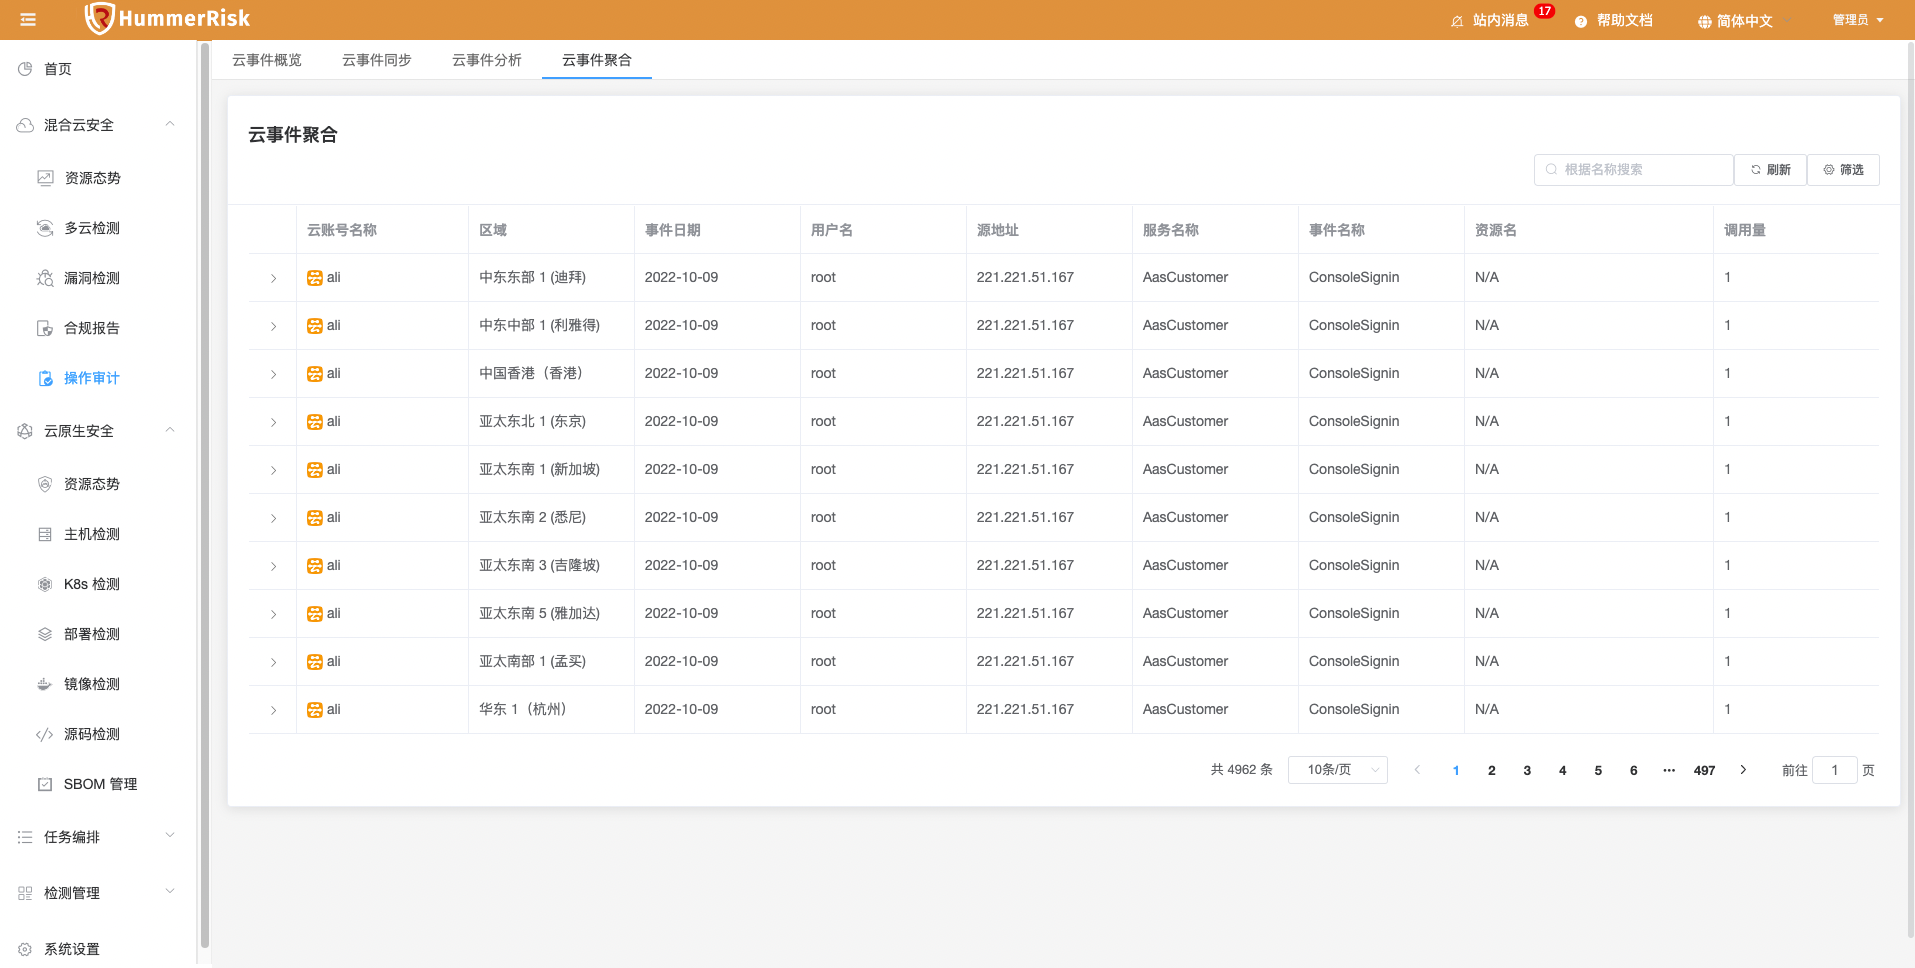 HummerRisk
站内消息 17 帮助文档 简体中文 管理员
首页
混合云安全
资源态势
多云检测
漏洞检测
合规报告
操作审计
云原生安全
资源态势
主机检测
K8s 检测
部署检测
镜像检测
源码检测
SBOM 管理
任务编排
检测管理
系统设置
云事件概览 云事件同步 云事件分析 云事件聚合
云事件聚合
根据名称搜索 刷新 筛选
云账号名称 区域 事件日期 用户名 源地址 服务名称 事件名称 资源名 调用量
ali 中东东部 1 (迪拜) 2022-10-09 root 221.221.51.167 AasCustomer ConsoleSignin N/A 1
ali 中东中部 1 (利雅得) 2022-10-09 root 221.221.51.167 AasCustomer ConsoleSignin N/A 1
ali 中国香港（香港） 2022-10-09 root 221.221.51.167 AasCustomer ConsoleSignin N/A 1
ali 亚太东北 1 (东京) 2022-10-09 root 221.221.51.167 AasCustomer ConsoleSignin N/A 1
ali 亚太东南 1 (新加坡) 2022-10-09 root 221.221.51.167 AasCustomer ConsoleSignin N/A 1
ali 亚太东南 2 (悉尼) 2022-10-09 root 221.221.51.167 AasCustomer ConsoleSignin N/A 1
ali 亚太东南 3 (吉隆坡) 2022-10-09 root 221.221.51.167 AasCustomer ConsoleSignin N/A 1
ali 亚太东南 5 (雅加达) 2022-10-09 root 221.221.51.167 AasCustomer ConsoleSignin N/A 1
ali 亚太南部 1 (孟买) 2022-10-09 root 221.221.51.167 AasCustomer ConsoleSignin N/A 1
ali 华东 1（杭州） 2022-10-09 root 221.221.51.167 AasCustomer ConsoleSignin N/A 1
共 4962 条 10条/页 1 2 3 4 5 6 ••• 497 前往 1 页